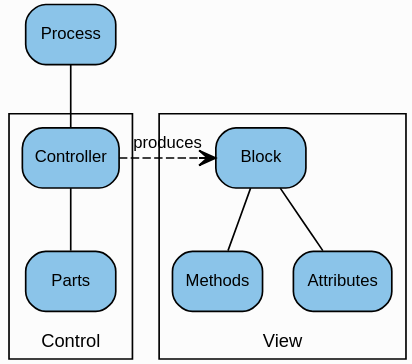 Process
produces
Controller
Block
Parts
Methods
Attributes
Control
View